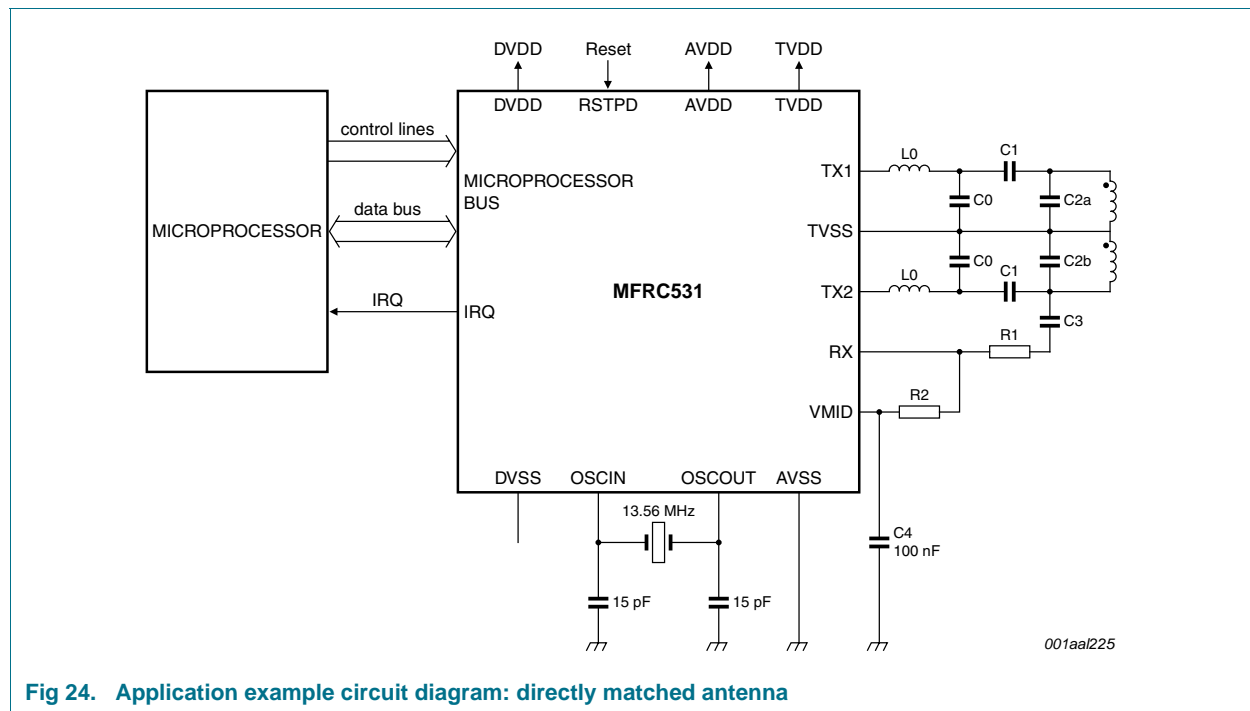 DVDD Reset AVDD TVDD
DVDD RSTPD AVDD TVDD
control lines
MICROPROCESSOR
BUS
data bus
MICROPROCESSOR
IRQ
IRQ
MFRC531
TX1
L0
C1
C0
C2a
TVSS
C0
C2b
TX2
L0
C1
C3
RX
R1
VMID
R2
DVSS OSCIN OSCOUT AVSS
13.56 MHz
C4
100 nF
15 pF
15 pF
001aal225
Fig 24. Application example circuit diagram: directly matched antenna